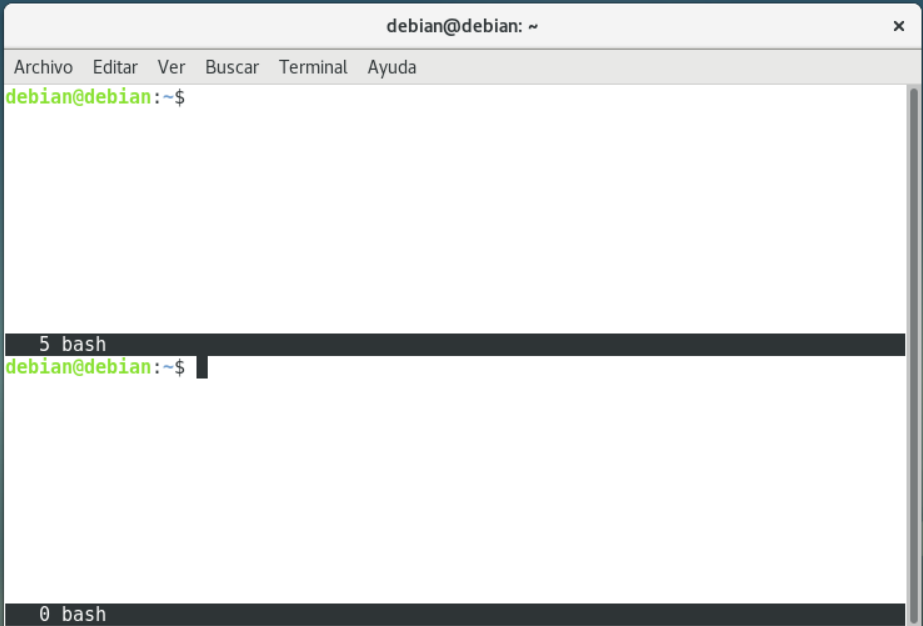 debian@debian: ~ ×
Archivo Editar Ver Buscar Terminal Ayuda
debian@debian:~$
5 bash
debian@debian:~$
0 bash